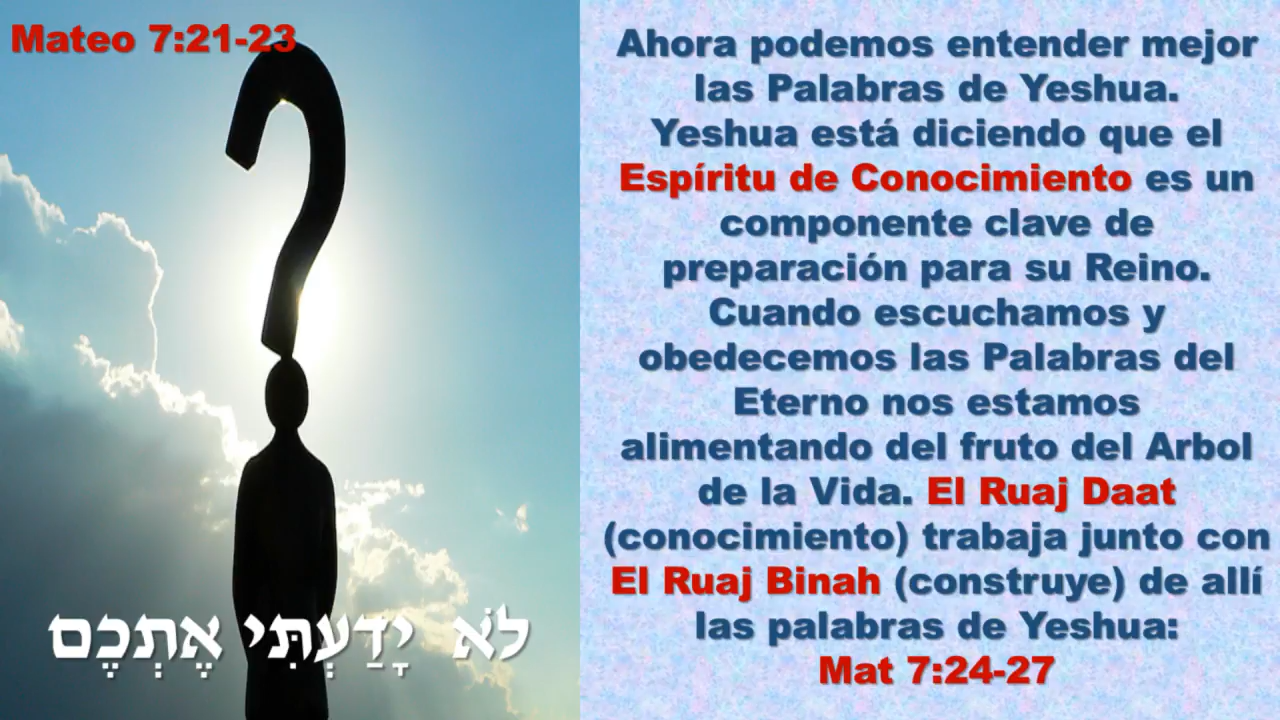 Mateo 7:21-23
לֹא יָדַעְתִּי אֶתְכֶם
Ahora podemos entender mejor
las Palabras de Yeshua.
Yeshua está diciendo que el
Espíritu de Conocimiento es un
componente clave de
preparación para su Reino.
Cuando escuchamos y
obedecemos las Palabras del
Eterno nos estamos
alimentando del fruto del Arbol
de la Vida. El Ruaj Daat
(conocimiento) trabaja junto con
El Ruaj Binah (construye) de allí
las palabras de Yeshua:
Mat 7:24-27